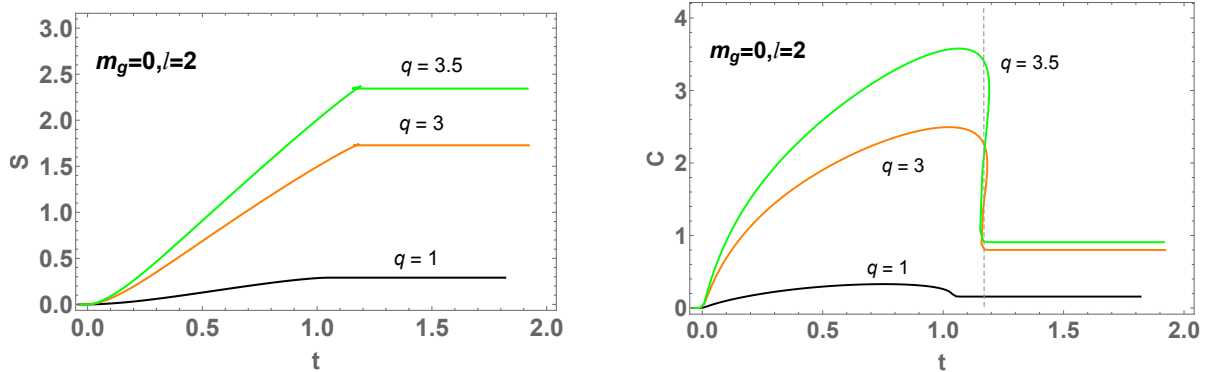 3.0
2.5
2.0
1.5
1.0
0.5
0.0
S
m_g=0,l=2
q = 3.5
q = 3
q = 1
0.0 0.5 1.0 1.5 2.0
t
4
3
2
1
0
C
m_g=0,l=2
q = 3.5
q = 3
q = 1
0.0 0.5 1.0 1.5 2.0
t